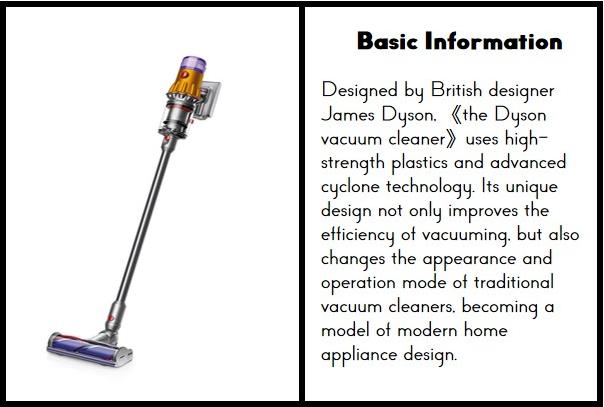 Basic Information
Designed by British designer
James Dyson, 《the Dyson
vacuum cleaner》 uses high-
strength plastics and advanced
cyclone technology. Its unique
design not only improves the
efficiency of vacuuming, but also
changes the appearance and
operation mode of traditional
vacuum cleaners, becoming a
model of modern home
appliance design.